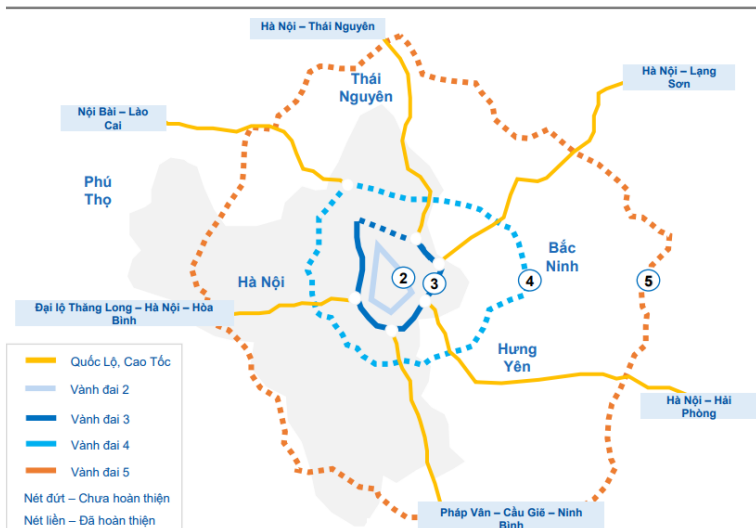 Hà Nội – Thái Nguyên
Hà Nội – Lạng
Sơn
Thái
Nguyên
Nội Bài – Lào
Cai
Phú
Thọ
Bắc
Ninh
Hà Nội
2
3
4
5
Đại lộ Thăng Long – Hà Nội – Hòa
Bình
Hưng
Yên
Quốc Lộ, Cao Tốc
Vành đai 2
Vành đai 3
Vành đai 4
Vành đai 5
Nét đứt – Chưa hoàn thiện
Nét liền – Đã hoàn thiện
Hà Nội – Hải
Phòng
Pháp Vân – Cầu Giẽ – Ninh
Bình